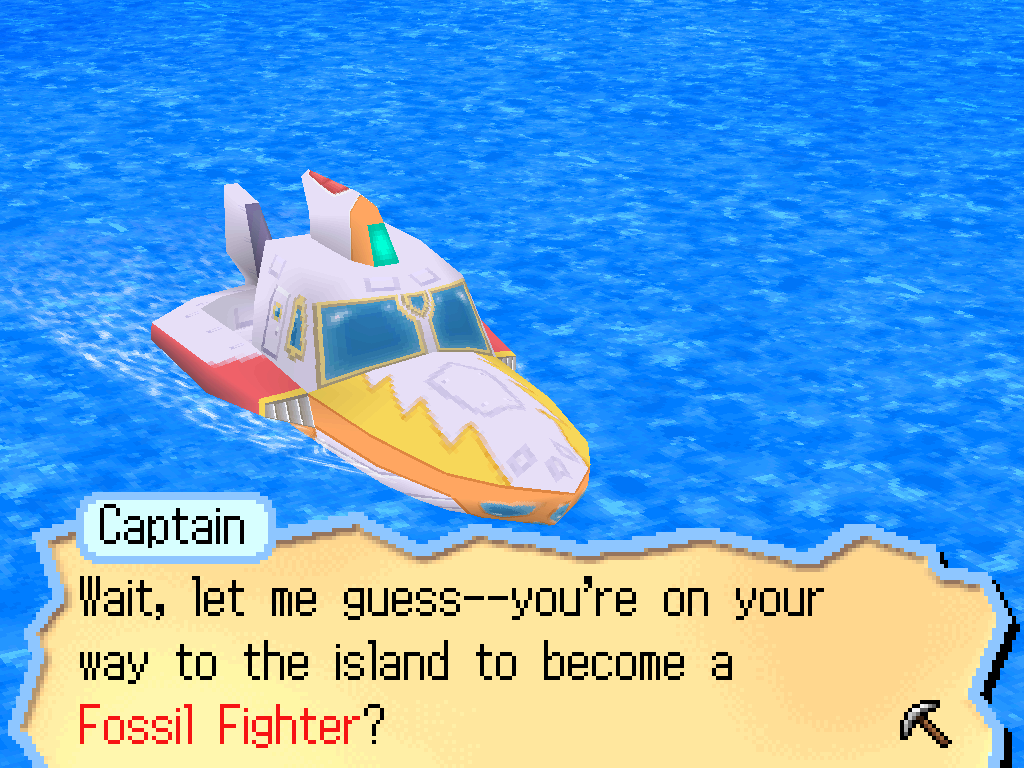 Captain
Wait, let me guess--you're on your
way to the island to become a
Fossil Fighter?